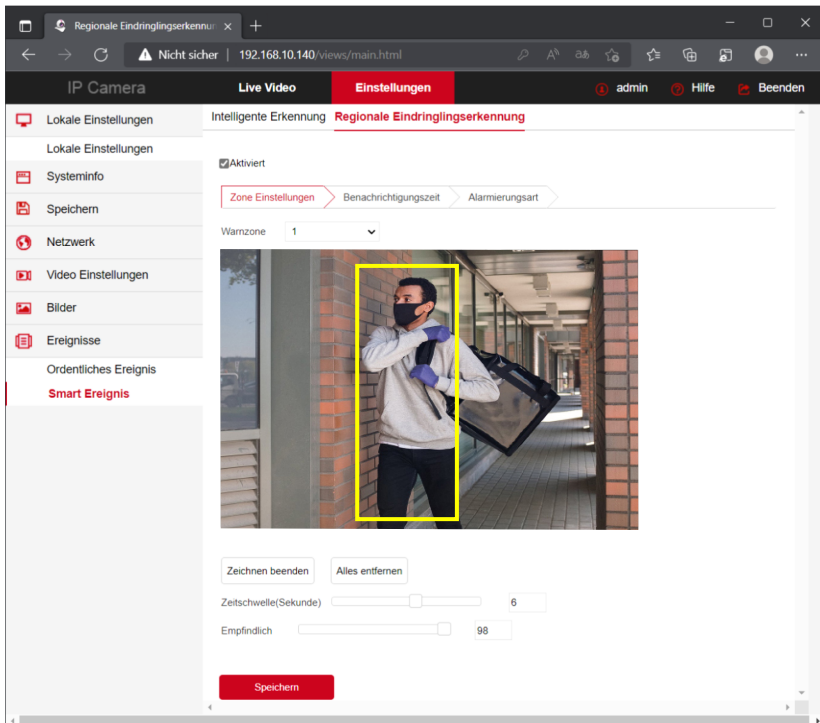 Regionale Eindringlingserkennun
Nicht sicher | 192.168.10.140/views/main.html
IP Camera Live Video Einstellungen admin Hilfe Beenden
Lokale Einstellungen
Lokale Einstellungen
Systeminfo
Speichern
Netzwerk
Video Einstellungen
Bilder
Ereignisse
Ordentliches Ereignis
Smart Ereignis
Intelligente Erkennung Regionale Eindringlingserkennung
Aktiviert
Zone Einstellungen Benachrichtigungszeit Alarmierungsart
Warnzone 1
Zeichnen beenden Alles entfernen
Zeitschwelle(Sekunde) 6
Empfindlich 98
Speichern